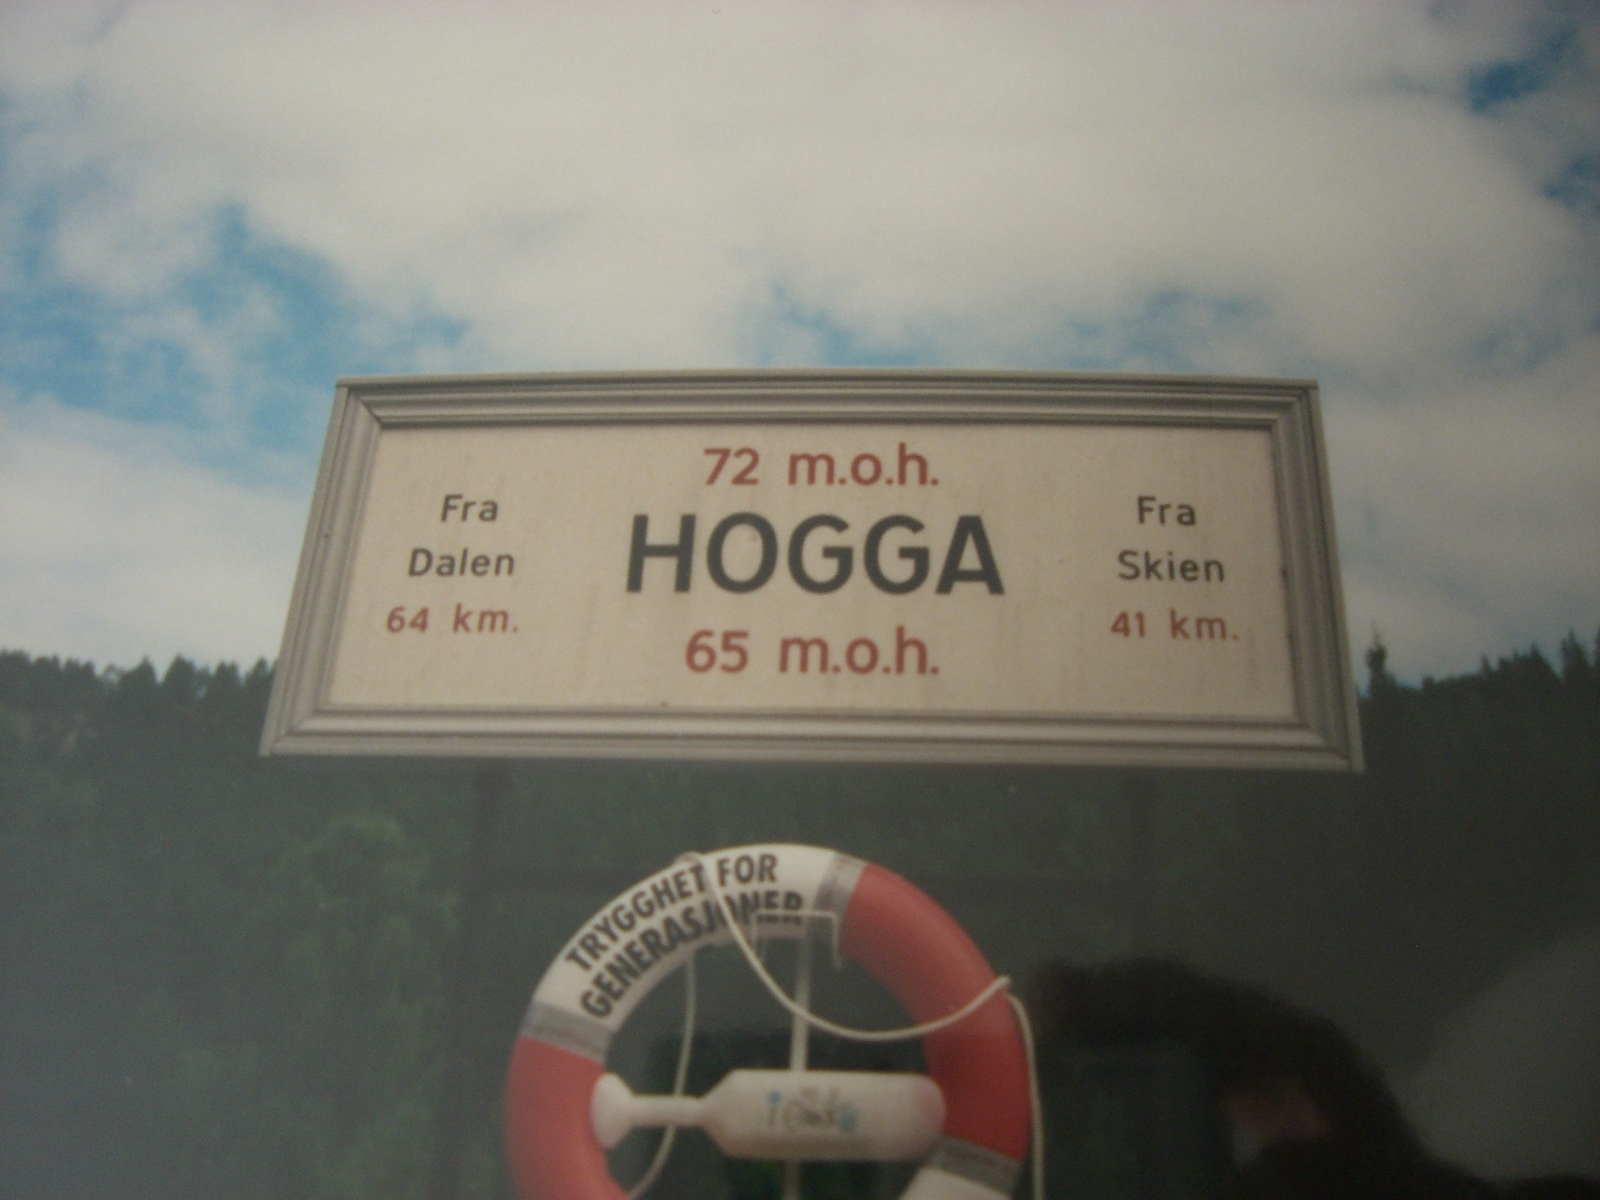 72 m.o.h.
HOGGA
65 m.o.h.
Fra
Dalen
64 km.
Fra
Skien
41 km.
TRYGGHET FOR
GENERASJONER